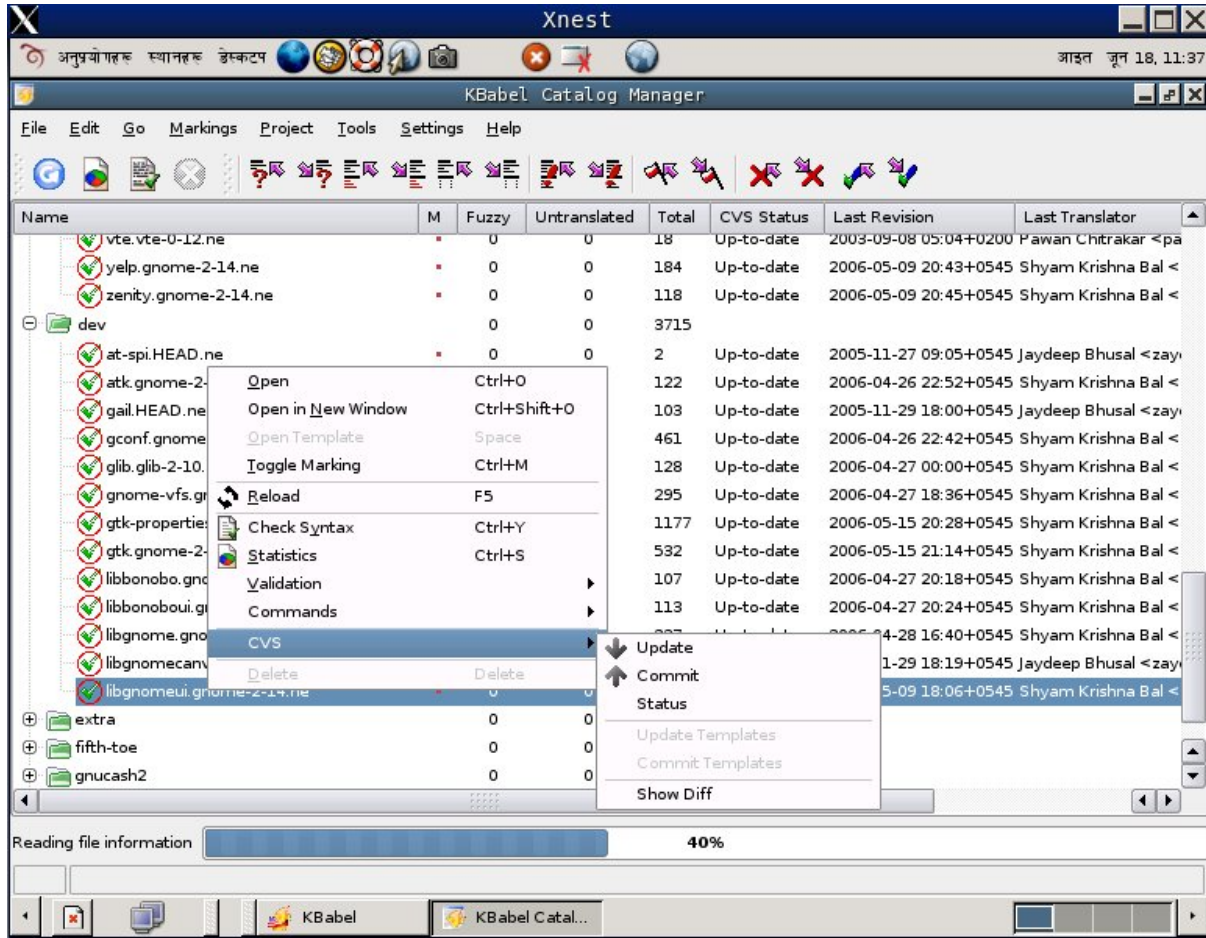 Xnest
अनुप्रयोगहरू स्थानहरू डेस्कटप आइत जून 18, 11:37
KBabel Catalog Manager
File Edit Go Markings Project Tools Settings Help
Name M Fuzzy Untranslated Total CVS Status Last Revision Last Translator
vte.vte-0-12.ne 0 0 18 Up-to-date 2003-09-08 05:04+0200 Pawan Chitrakar <pa
yelp.gnome-2-14.ne 0 0 184 Up-to-date 2006-05-09 20:43+0545 Shyam Krishna Bal <
zenity.gnome-2-14.ne 0 0 118 Up-to-date 2006-05-09 20:45+0545 Shyam Krishna Bal <
dev 0 0 3715
at-spi.HEAD.ne 0 0 2 Up-to-date 2005-11-27 09:05+0545 Jaydeep Bhusal <zay
atk.gnome-2- 122 Up-to-date 2006-04-26 22:52+0545 Shyam Krishna Bal <
gail.HEAD.ne 103 Up-to-date 2005-11-29 18:00+0545 Jaydeep Bhusal <zay
gconf.gnome 461 Up-to-date 2006-04-26 22:42+0545 Shyam Krishna Bal <
glib.glib-2-10. 128 Up-to-date 2006-04-27 00:00+0545 Shyam Krishna Bal <
gnome-vfs.gr 295 Up-to-date 2006-04-27 18:36+0545 Shyam Krishna Bal <
gtk-properties 1177 Up-to-date 2006-05-15 20:28+0545 Shyam Krishna Bal <
gtk.gnome-2- 532 Up-to-date 2006-05-15 21:14+0545 Shyam Krishna Bal <
libbonobo.gno 107 Up-to-date 2006-04-27 20:18+0545 Shyam Krishna Bal <
libbonoboui.gr 113 Up-to-date 2006-04-27 20:24+0545 Shyam Krishna Bal <
libgnome.gno 4-28 16:40+0545 Shyam Krishna Bal <
libgnomecanv 1-29 18:19+0545 Jaydeep Bhusal <zay
libgnomeui.gnome-2-14.ne 0 0 5-09 18:06+0545 Shyam Krishna Bal <
extra 0 0
fifth-toe 0 0
gnucash2 0 0
Open Ctrl+O
Open in New Window Ctrl+Shift+O
Open Template Space
Toggle Marking Ctrl+M
Reload F5
Check Syntax Ctrl+Y
Statistics Ctrl+S
Validation
Commands
CVS
Delete Delete
Update
Commit
Status
Update Templates
Commit Templates
Show Diff
Reading file information 40%
KBabel KBabel Catal...